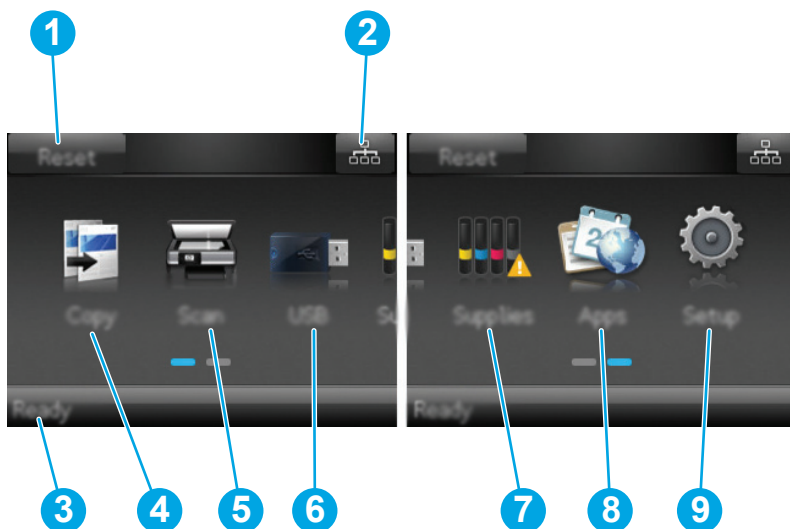 1 2
Reset
Reset
Copy Scan USB Su
Supplies Apps Setup
Ready
Ready
3 4 5 6 7 8 9